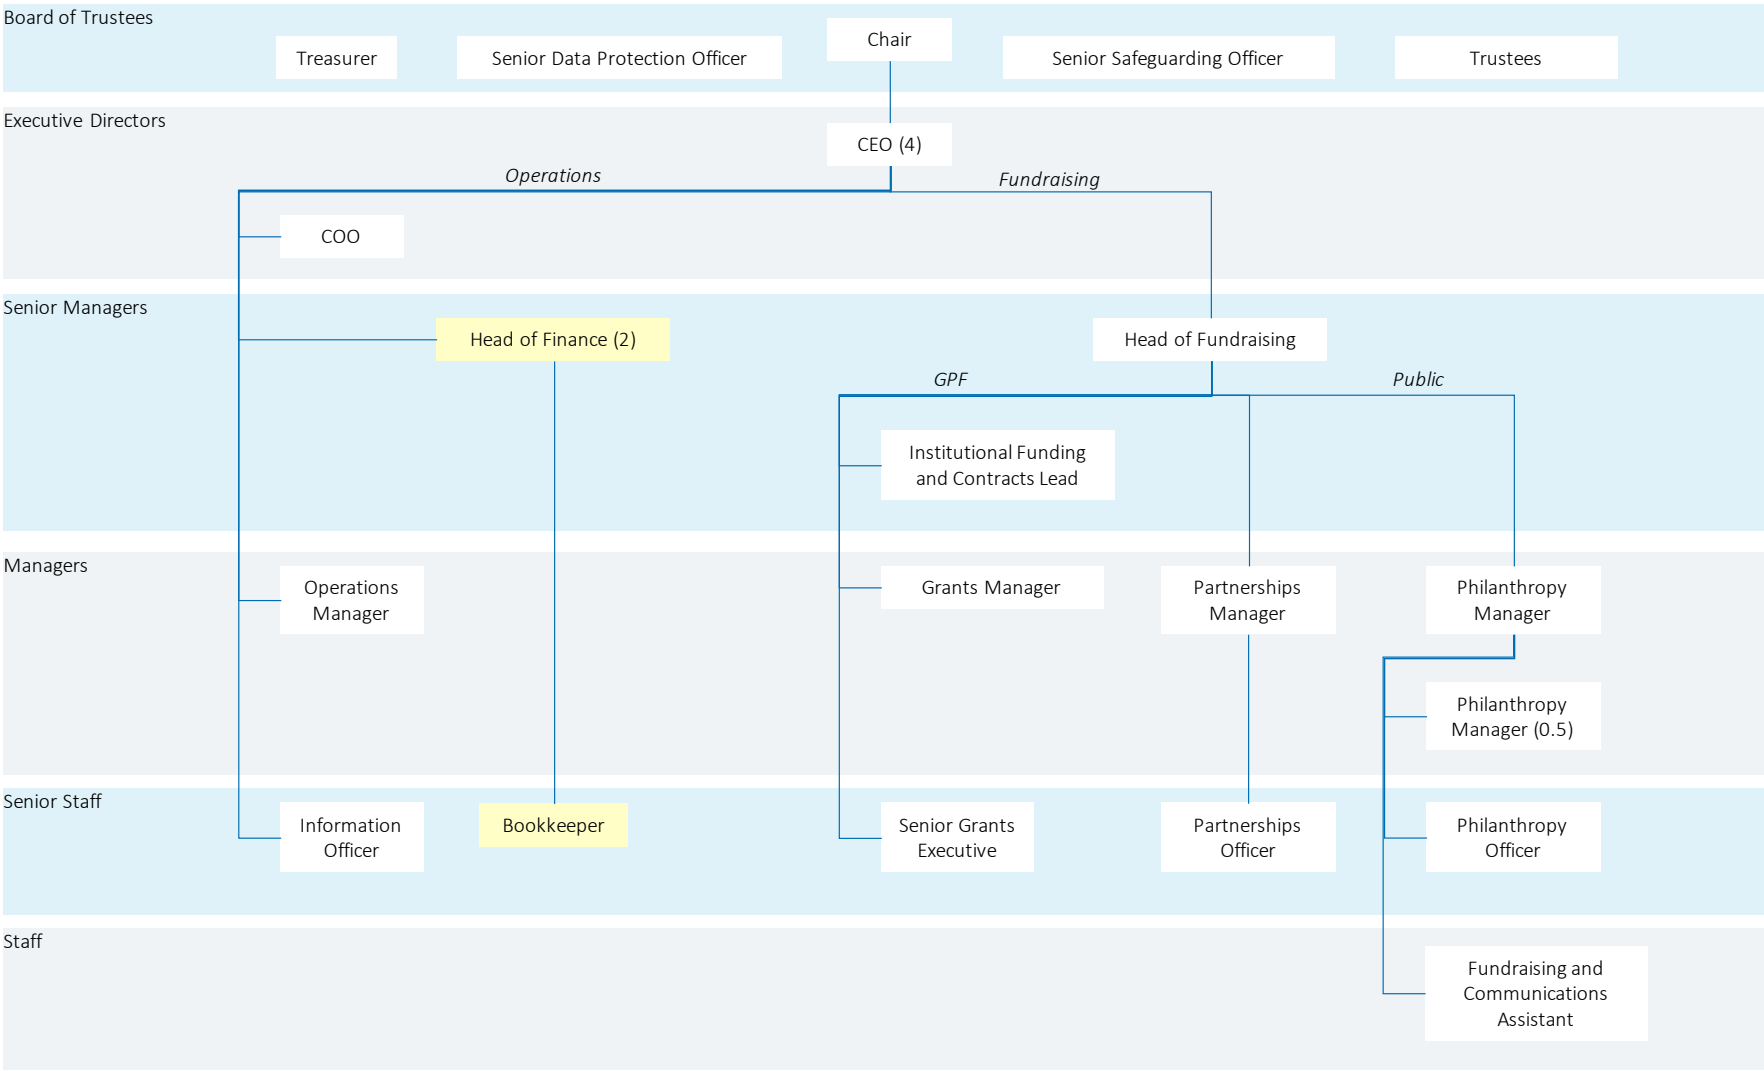 Board of Trustees
Treasurer
Senior Data Protection Officer
Chair
Senior Safeguarding Officer
Trustees
Executive Directors
CEO (4)
Operations
Fundraising
COO
Senior Managers
Head of Finance (2)
Head of Fundraising
GPF
Public
Institutional Funding
and Contracts Lead
Managers
Operations
Manager
Grants Manager
Partnerships
Manager
Philanthropy
Manager
Philanthropy
Manager (0.5)
Senior Staff
Information
Officer
Bookkeeper
Senior Grants
Executive
Partnerships
Officer
Philanthropy
Officer
Staff
Fundraising and
Communications
Assistant